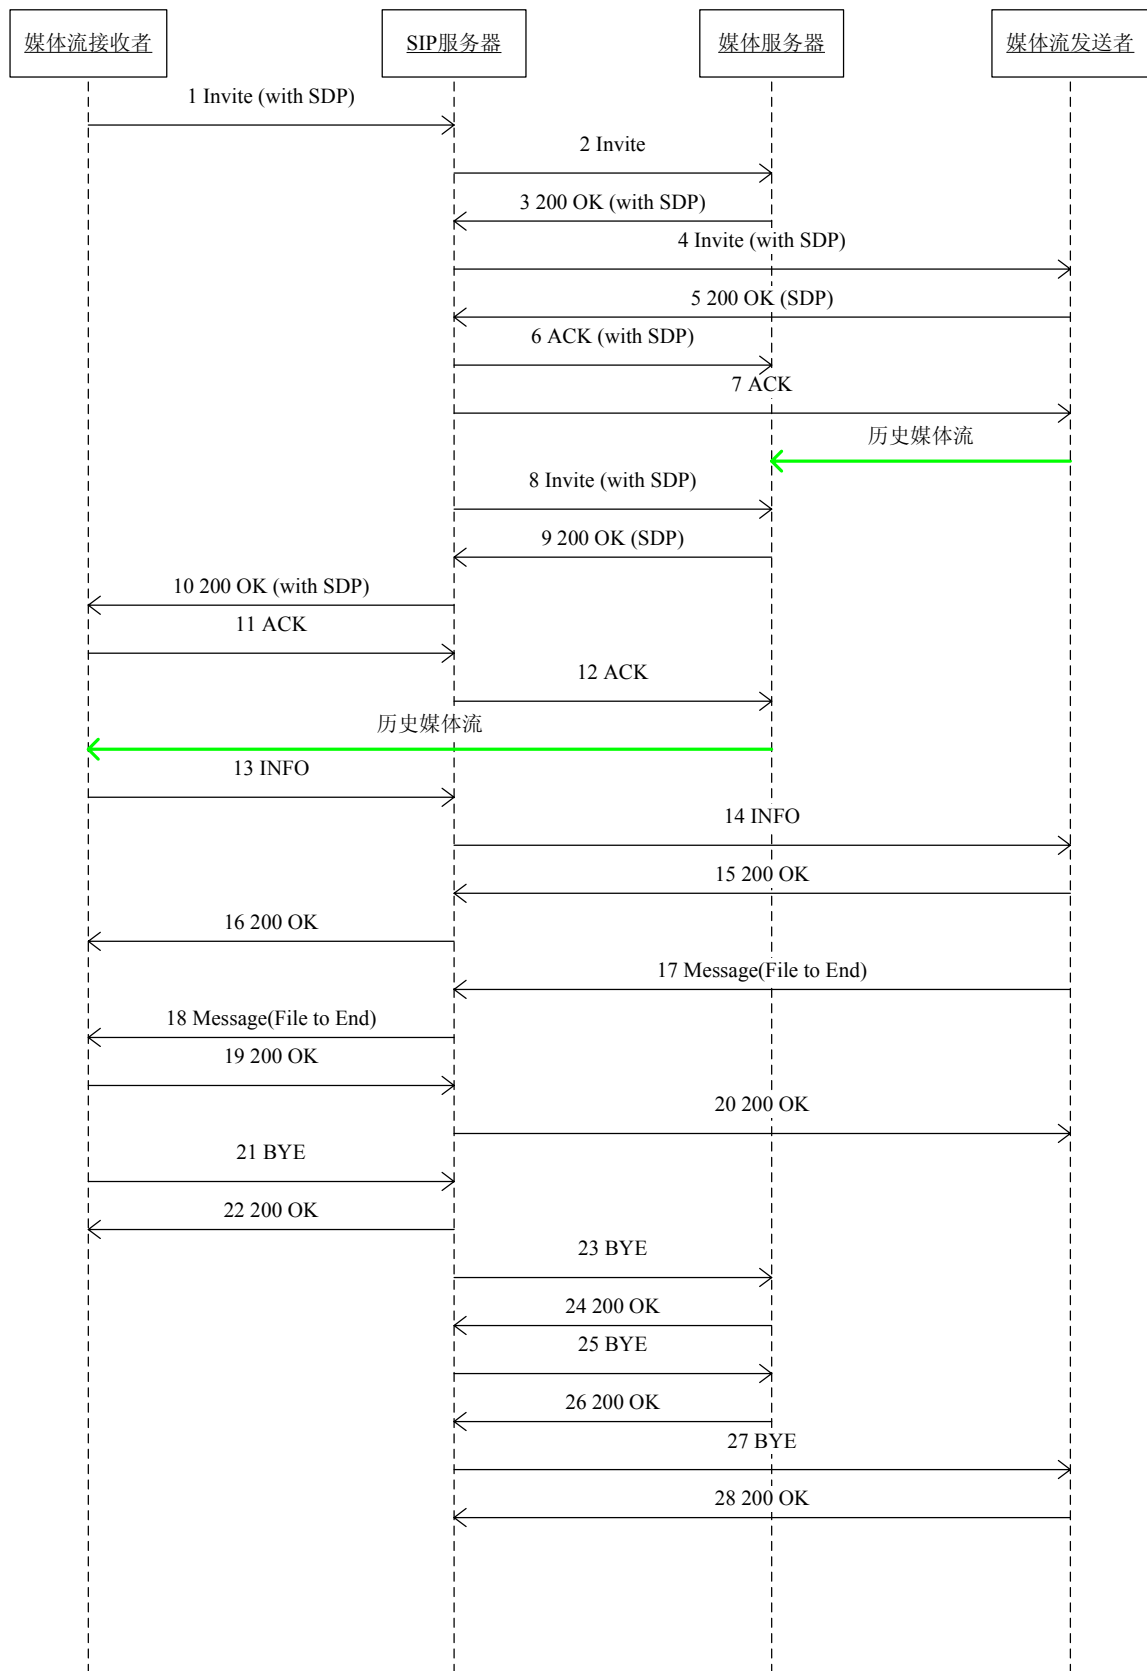 媒体流接收者
SIP服务器
媒体服务器
媒体流发送者
1 Invite (with SDP)
2 Invite
3 200 OK (with SDP)
4 Invite (with SDP)
5 200 OK (SDP)
6 ACK (with SDP)
7 ACK
历史媒体流
8 Invite (with SDP)
9 200 OK (SDP)
10 200 OK (with SDP)
11 ACK
12 ACK
历史媒体流
13 INFO
14 INFO
15 200 OK
16 200 OK
17 Message(File to End)
18 Message(File to End)
19 200 OK
20 200 OK
21 BYE
22 200 OK
23 BYE
24 200 OK
25 BYE
26 200 OK
27 BYE
28 200 OK